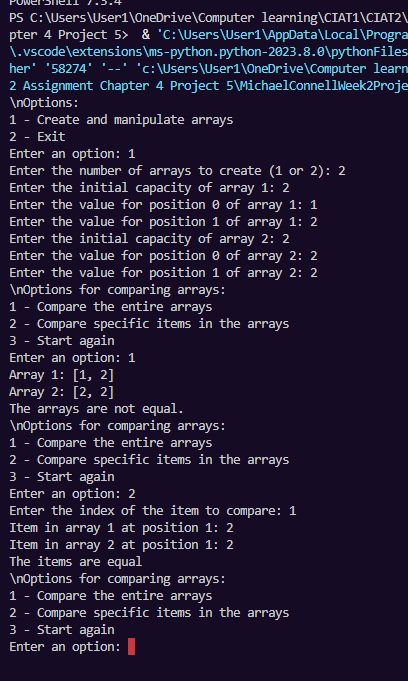 PowerShell 7.3.4
PS C:\Users\User1\OneDrive\Computer learning\CIAT1\CIAT2\
pter 4 Project 5>  & 'C:\Users\User1\AppData\Local\Progra
\.vscode\extensions\ms-python.python-2023.8.0\pythonFiles
her' '58274' '--' 'c:\Users\User1\OneDrive\Computer learn
2 Assignment Chapter 4 Project 5\MichaelConnellWeek2Proje
\nOptions:
1 - Create and manipulate arrays
2 - Exit
Enter an option: 1
Enter the number of arrays to create (1 or 2): 2
Enter the initial capacity of array 1: 2
Enter the value for position 0 of array 1: 1
Enter the value for position 1 of array 1: 2
Enter the initial capacity of array 2: 2
Enter the value for position 0 of array 2: 2
Enter the value for position 1 of array 2: 2
\nOptions for comparing arrays:
1 - Compare the entire arrays
2 - Compare specific items in the arrays
3 - Start again
Enter an option: 1
Array 1: [1, 2]
Array 2: [2, 2]
The arrays are not equal.
\nOptions for comparing arrays:
1 - Compare the entire arrays
2 - Compare specific items in the arrays
3 - Start again
Enter an option: 2
Enter the index of the item to compare: 1
Item in array 1 at position 1: 2
Item in array 2 at position 1: 2
The items are equal
\nOptions for comparing arrays:
1 - Compare the entire arrays
2 - Compare specific items in the arrays
3 - Start again
Enter an option: